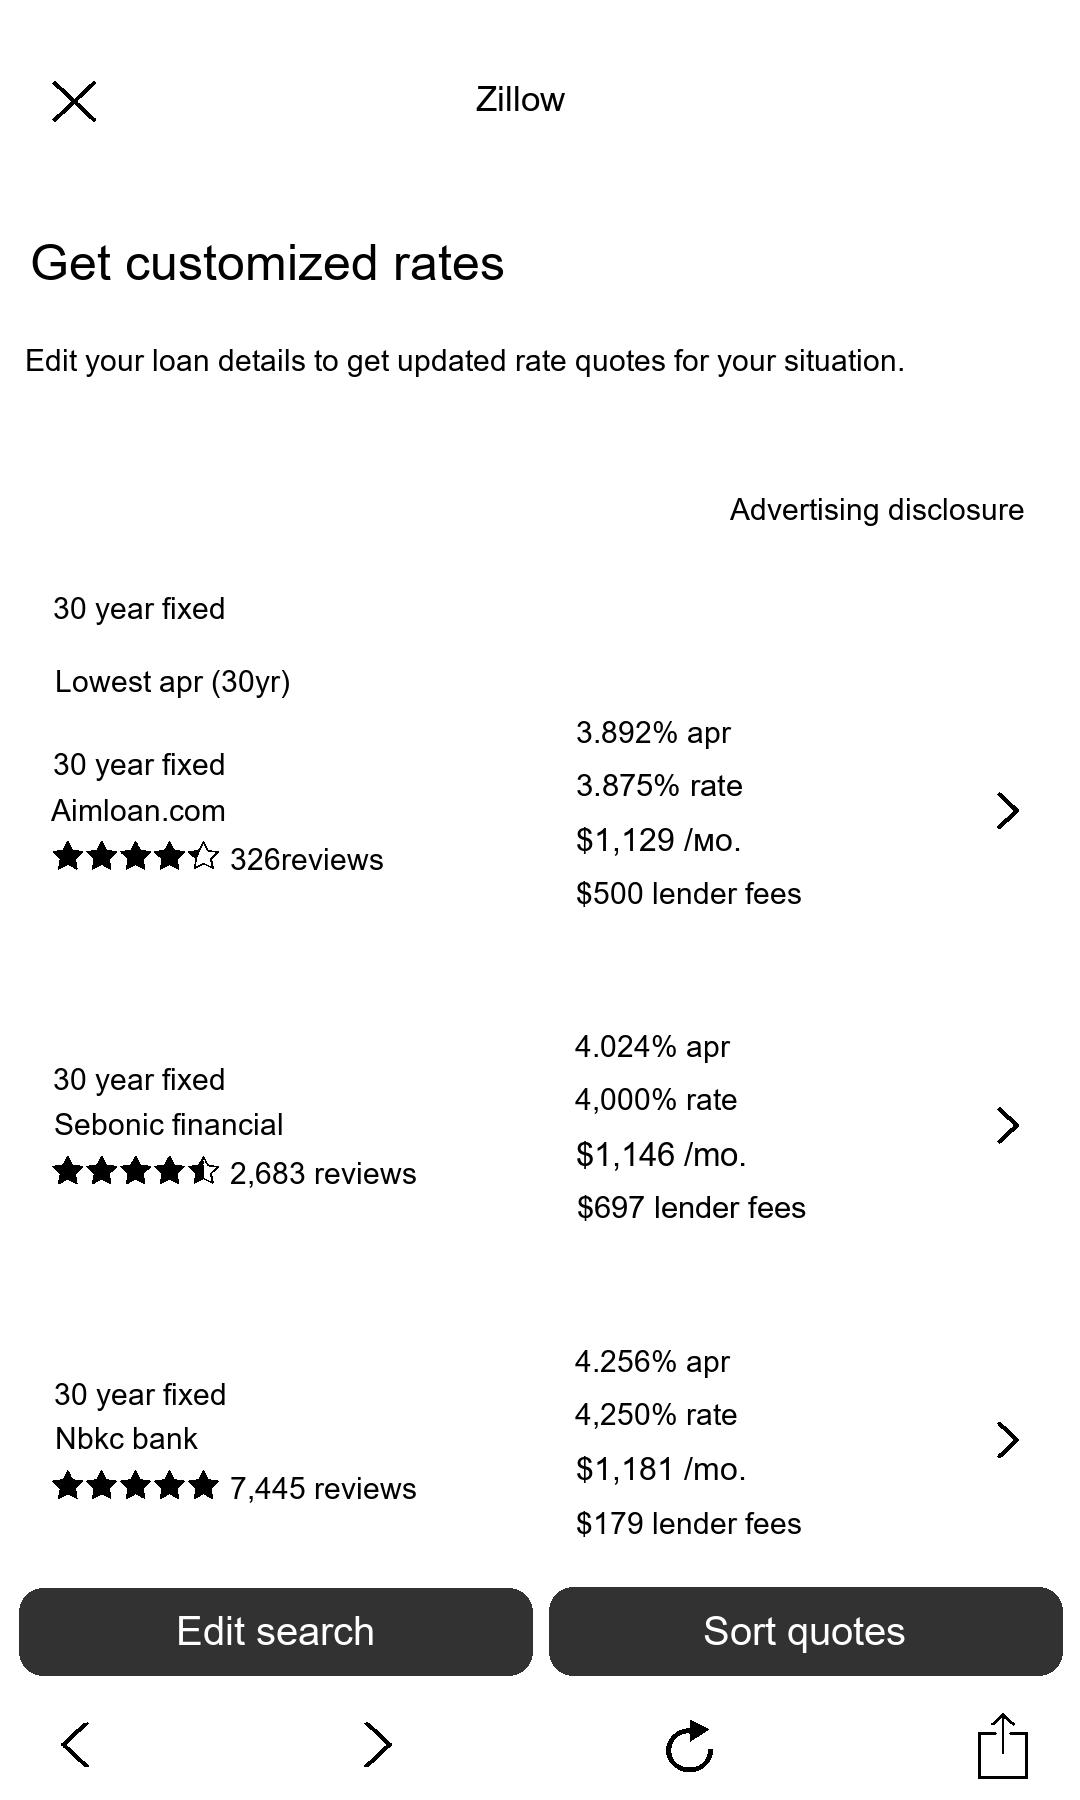 Zillow
Get customized rates
Edit your loan details to get updated rate quotes for your situation.
Advertising disclosure
30 year fixed
Lowest apr (30yr)
30 year fixed
Aimloan.com
326reviews
3.892% apr
3.875% rate
$1,129 /мо.
$500 lender fees
30 year fixed
Sebonic financial
2,683 reviews
4.024% apr
4,000% rate
$1,146 /mo.
$697 lender fees
30 year fixed
Nbkc bank
7,445 reviews
4.256% apr
4,250% rate
$1,181 /mo.
$179 lender fees
Edit search
Sort quotes